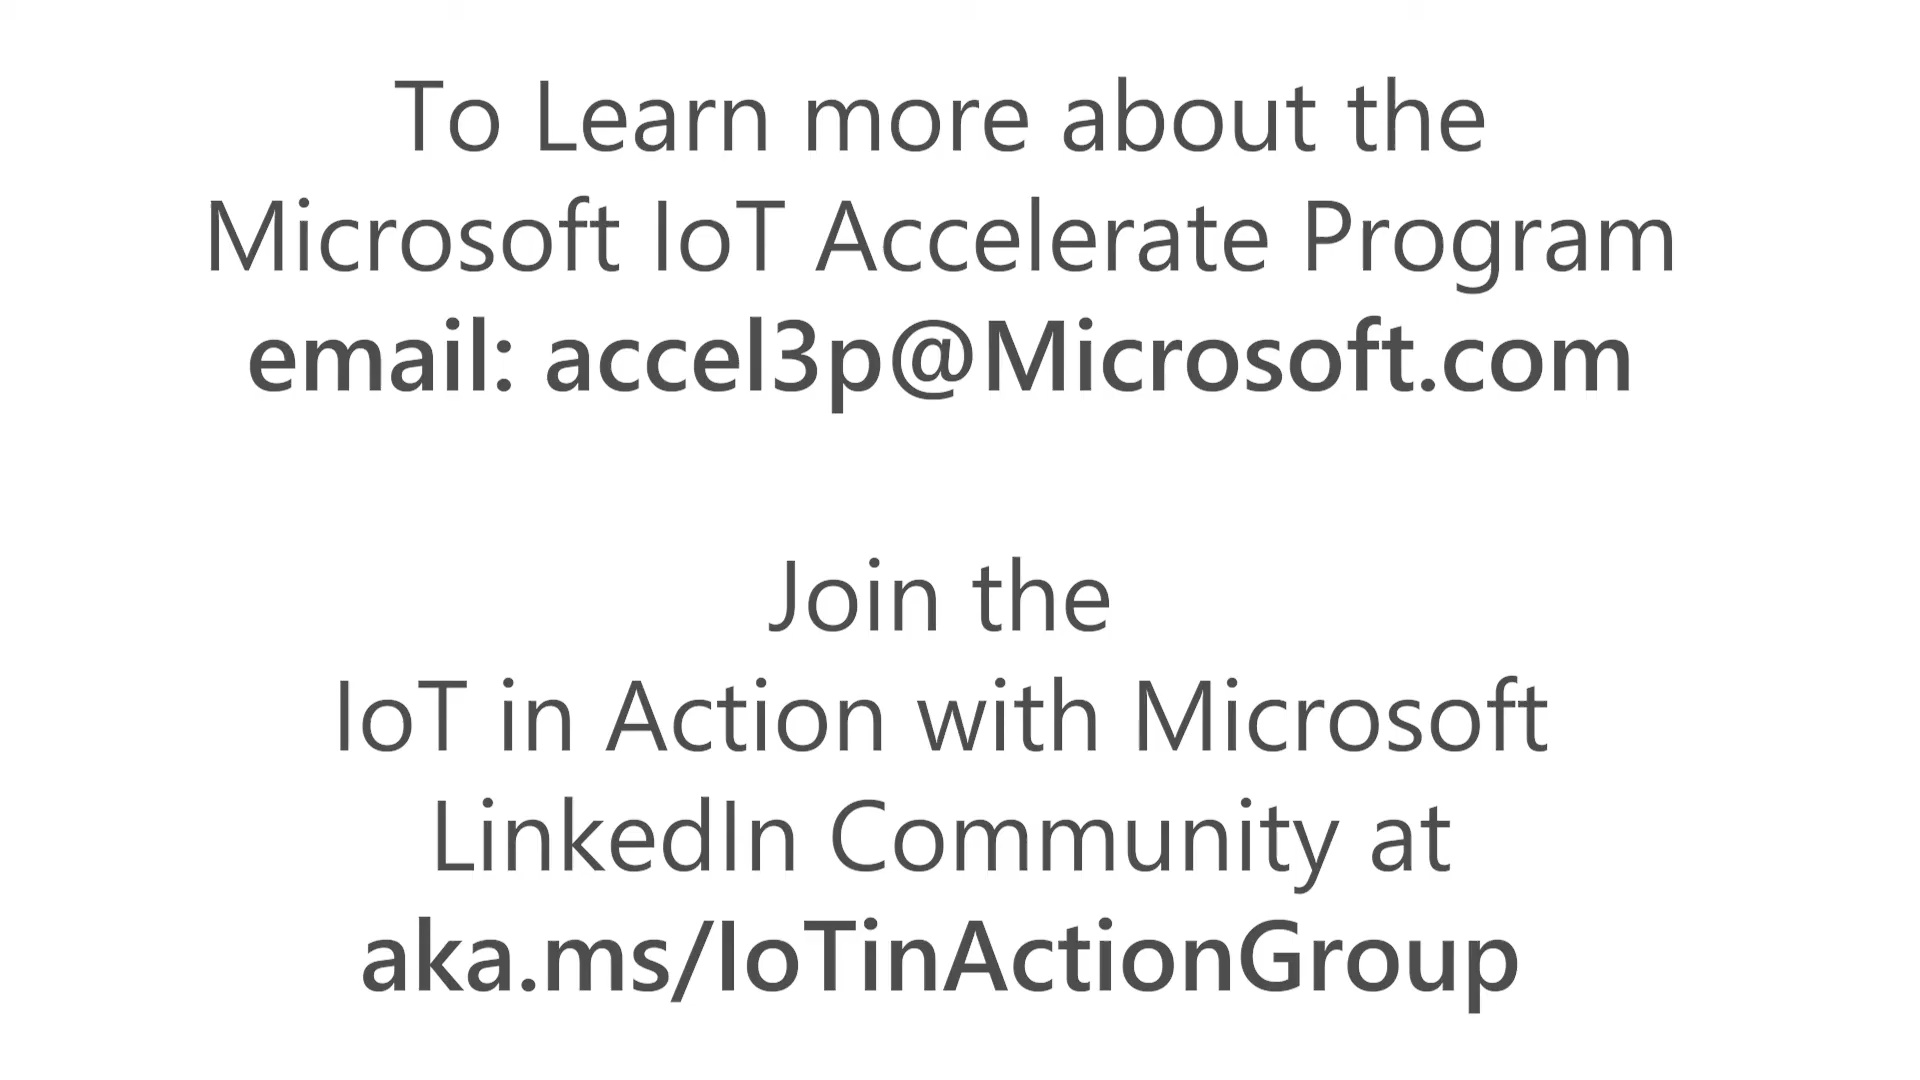 To Learn more about the
Microsoft IoT Accelerate Program
email: accel3p@Microsoft.com
Join the
IoT in Action with Microsoft
LinkedIn Community at
aka.ms/IoTinActionGroup